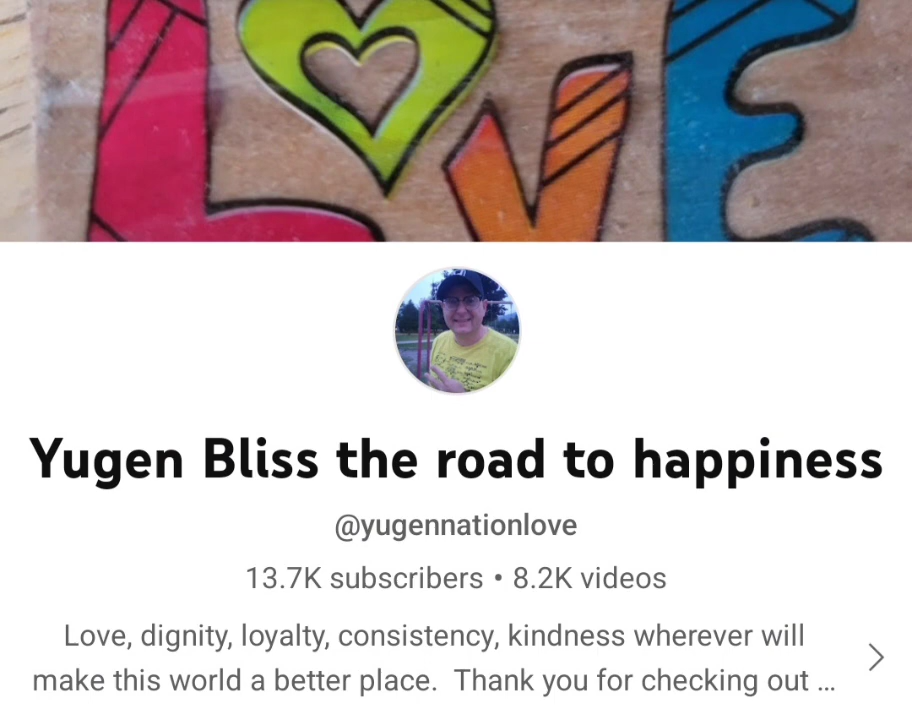 LOVE
Yugen Bliss the road to happiness
@yugennationlove
13.7K subscribers • 8.2K videos
Love, dignity, loyalty, consistency, kindness wherever will
make this world a better place.  Thank you for checking out ...